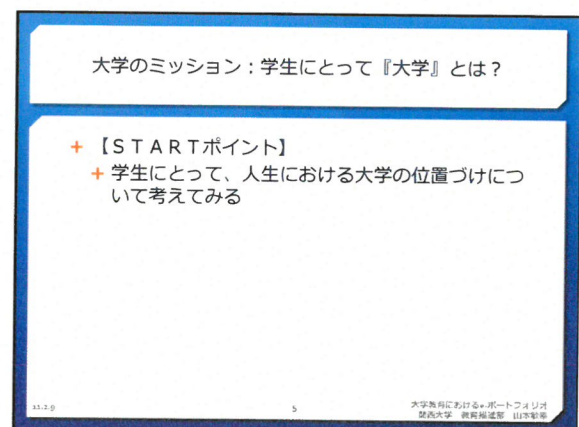 大学のミッション:学生にとって『大学』とは?
+ 【STARTポイント】
+ 学生にとって、人生における大学の位置づけにつ
いて考えてみる
11.2.9
5
大学教育におけるe-ポートフォリオ
関西大学 教育推進部